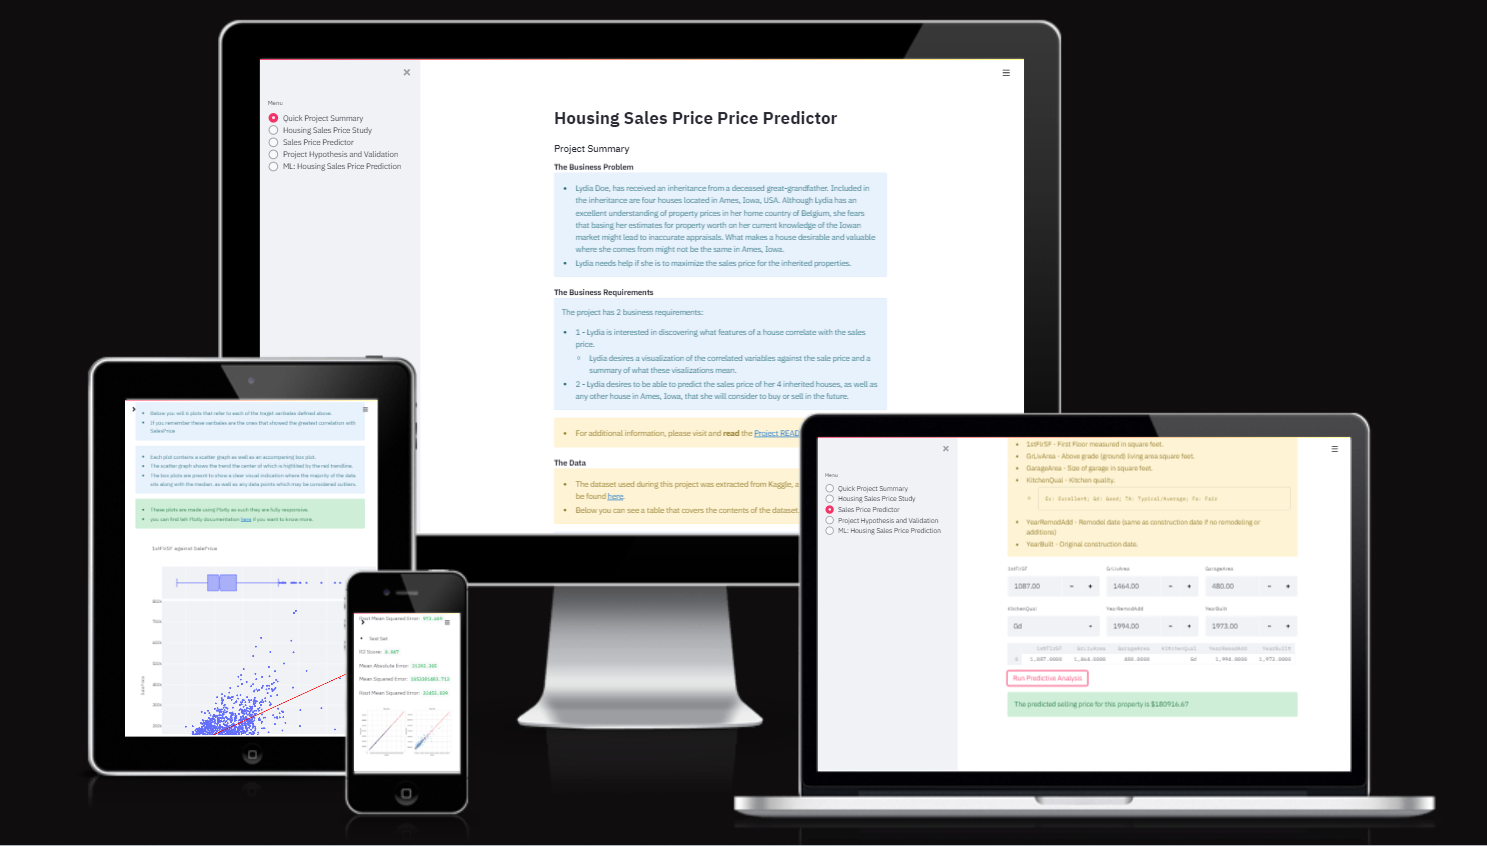 Menu
Quick Project Summary
Housing Sales Price Study
Sales Price Predictor
Project Hypothesis and Validation
ML: Housing Sales Price Prediction
Housing Sales Price Price Predictor
Project Summary
The Business Problem
Lydia Doe, has received an inheritance from a deceased great-grandfather. Included in
the inheritance are four houses located in Ames, Iowa, USA. Although Lydia has an
excellent understanding of property prices in her home country of Belgium, she fears
that basing her estimates for property worth on her current knowledge of the Iowan
market might lead to inaccurate appraisals. What makes a house desirable and valuable
where she comes from might not be the same in Ames, Iowa.
Lydia needs help if she is to maximize the sales price for the inherited properties.
The Business Requirements
The project has 2 business requirements:
1 - Lydia is interested in discovering what features of a house correlate with the sales
price.
Lydia desires a visualization of the correlated variables against the sale price and a
summary of what these visalizations mean.
2 - Lydia desires to be able to predict the sales price of her 4 inherited houses, as well as
any other house in Ames, Iowa, that she will consider to buy or sell in the future.
For additional information, please visit and read the Project READ
The Data
The dataset used during this project was extracted from Kaggle, a
be found here.
Below you can see a table that covers the contents of the dataset.
Below you will 6 plots that refer to each of the traget varibales defined above.
If you remember these varibales are the ones that showed the greatest correlation with
SalesPrice
Each plot contains a scatter graph as well as an accompaning box plot.
The scatter graph shows the trend the center of which is highlited by the red trendline.
The box plots are present to show a clear visual indication where the majority of the data
sits along with the median, as well as any data points which may be considered outliers.
These plots are made using Plotly as such they are fully responsive.
you can find teh Plotly documentation here if you want to know more.
1stFlrSF against SalePrice
800k
700k
600k
500k
400k
300k
200k
SalePrice
Root Mean Squared Error: 973.469
Test Set
R2 Score:
Mean Absolute Error:
Mean Squared Error:
Root Mean Squared Error:
Menu
Quick Project Summary
Housing Sales Price Study
Sales Price Predictor
Project Hypothesis and Validation
ML: Housing Sales Price Prediction
1stFlrSF - First Floor measured in square feet.
GrLivArea - Above grade (ground) living area square feet.
GarageArea - Size of garage in square feet.
KitchenQual - Kitchen quality.
Ex: Excellent; Gd: Good; TA: Typical/Average; Fa: Fair
YearRemodAdd - Remodel date (same as construction date if no remodeling or
additions)
YearBuilt - Original construction date.
1stFlrSF GrLivArea GarageArea
1087.00 - + 1464.00 - + 480.00 - +
KitchenQual YearRemodAdd YearBuilt
Gd 1994.00 - + 1973.00 - +
1stFlrSF GrLivArea GarageArea KitchenQual YearRemodAdd YearBuilt
0 1,087.0000 1,464.0000 480.0000 Gd 1,994.0000 1,973.0000
Run Predictive Analysis
The predicted selling price for this property is $180916.67